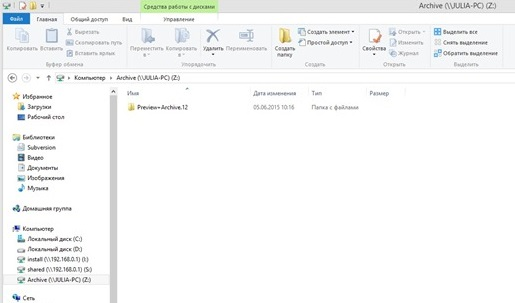 Средства работы с дисками
Archive (\\JULIA-PC) (Z:)
Файл
Главная
Общий доступ
Вид
Управление
Копировать
Вставить
Вырезать
Скопировать путь
Вставить ярлык
Буфер обмена
Переместить в
Копировать в
Удалить
Переименовать
Упорядочить
Создать папку
Создать элемент
Простой доступ
Создать
Свойства
Открыть
Изменить
Журнал
Открыть
Выделить все
Снять выделение
Обратить выделение
Выделить
Компьютер
Archive (\\JULIA-PC) (Z:)
Имя
Дата изменения
Тип
Размер
Preview=Archive.12
05.06.2015 10:16
Папка с файлами
Избранное
Загрузки
Рабочий стол
Библиотеки
Subversion
Видео
Документы
Изображения
Музыка
Домашняя группа
Компьютер
Локальный диск (C:)
Локальный диск (D:)
install (\\192.168.0.1) (I:)
shared (\\192.168.0.1) (S:)
Archive (\\JULIA-PC) (Z:)
Сеть